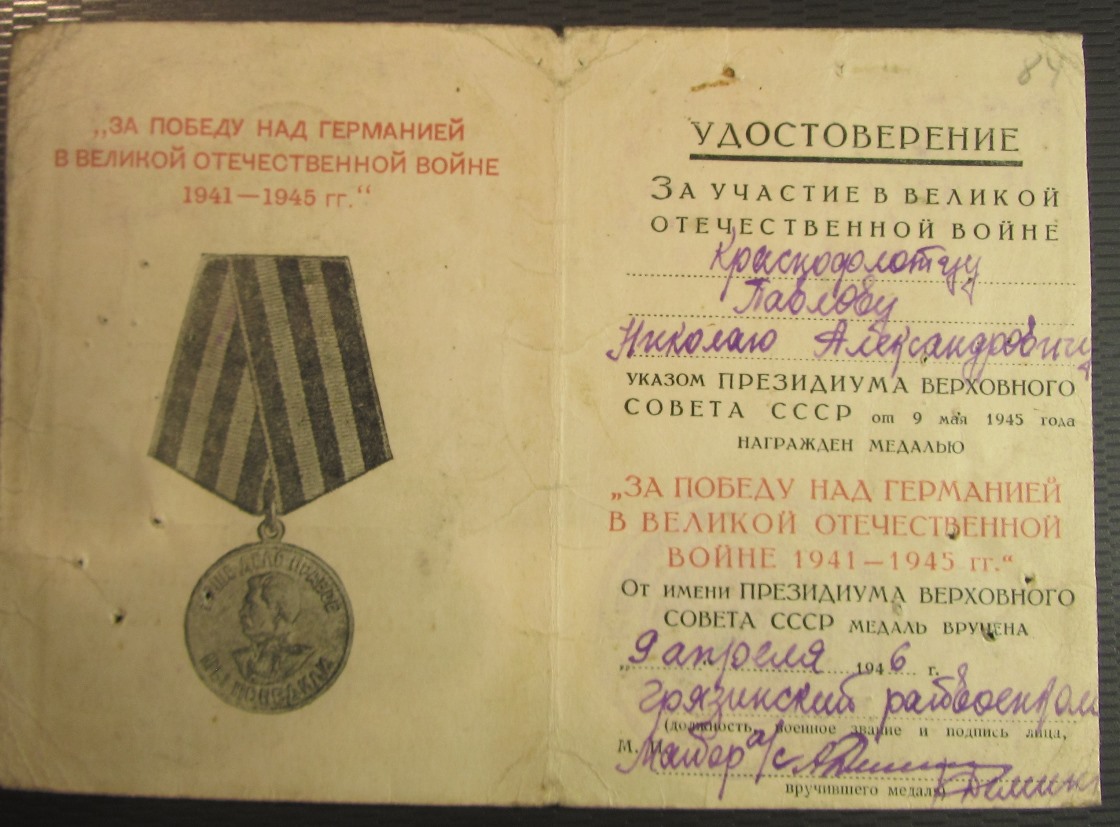 „ЗА ПОБЕДУ НАД ГЕРМАНИЕЙ
В ВЕЛИКОЙ ОТЕЧЕСТВЕННОЙ ВОЙНЕ
1941—1945 гг.“
НАШЕ ДЕЛО ПРАВОЕ
МЫ ПОБЕДИЛИ
84
УДОСТОВЕРЕНИЕ
ЗА УЧАСТИЕ В ВЕЛИКОЙ
ОТЕЧЕСТВЕННОЙ ВОЙНЕ
Краснофлотцу
Павлову
Николаю Александровичу
УКАЗОМ ПРЕЗИДИУМА ВЕРХОВНОГО
СОВЕТА СССР от 9 мая 1945 года
НАГРАЖДЕН МЕДАЛЬЮ
„ЗА ПОБЕДУ НАД ГЕРМАНИЕЙ
В ВЕЛИКОЙ ОТЕЧЕСТВЕННОЙ
ВОЙНЕ 1941—1945 гг.“
ОТ ИМЕНИ ПРЕЗИДИУМА ВЕРХОВНОГО
СОВЕТА СССР МЕДАЛЬ ВРУЧЕНА
„9 апреля 1946 г.
Грязинский райвоенком
(должность, военное звание и подпись лица,
М. П.
Майор а/с
вручившего медаль)
Демин